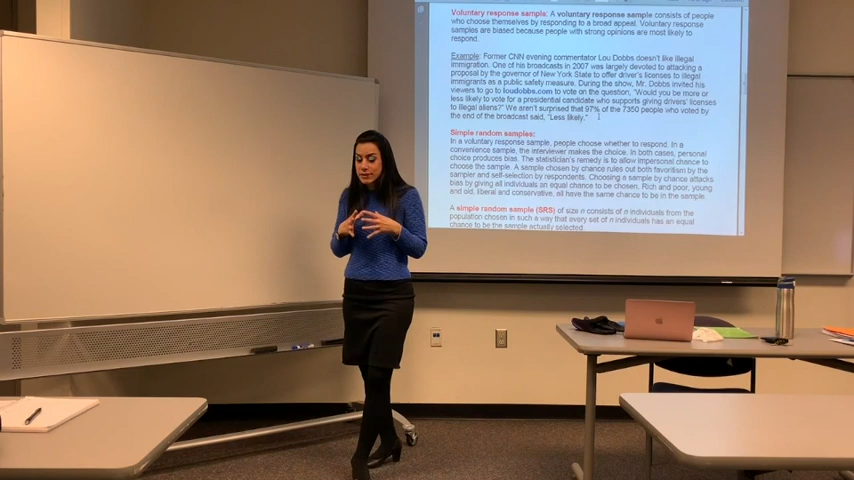 Voluntary response sample: A voluntary response sample consists of people
who choose themselves by responding to a broad appeal. Voluntary response
samples are biased because people with strong opinions are most likely to
respond.
Example: Former CNN evening commentator Lou Dobbs doesn't like illegal
immigration. One of his broadcasts in 2007 was largely devoted to attacking a
proposal by the governor of New York State to offer driver's licenses to illegal
immigrants as a public safety measure. During the show, Mr. Dobbs invited his
viewers to go to loudobbs.com to vote on the question, "Would you be more or
less likely to vote for a presidential candidate who supports giving drivers' licenses
to illegal aliens?" We aren't surprised that 97% of the 7350 people who voted by
the end of the broadcast said, "Less likely."
Simple random samples:
In a voluntary response sample, people choose whether to respond. In a
convenience sample, the interviewer makes the choice. In both cases, personal
choice produces bias. The statistician's remedy is to allow impersonal chance to
choose the sample. A sample chosen by chance rules out both favoritism by the
sampler and self-selection by respondents. Choosing a sample by chance attacks
bias by giving all individuals an equal chance to be chosen. Rich and poor, young
and old, liberal and conservative, all have the same chance to be in the sample.
A simple random sample (SRS) of size n consists of n individuals from the
population chosen in such a way that every set of n individuals has an equal
chance to be the sample actually selected